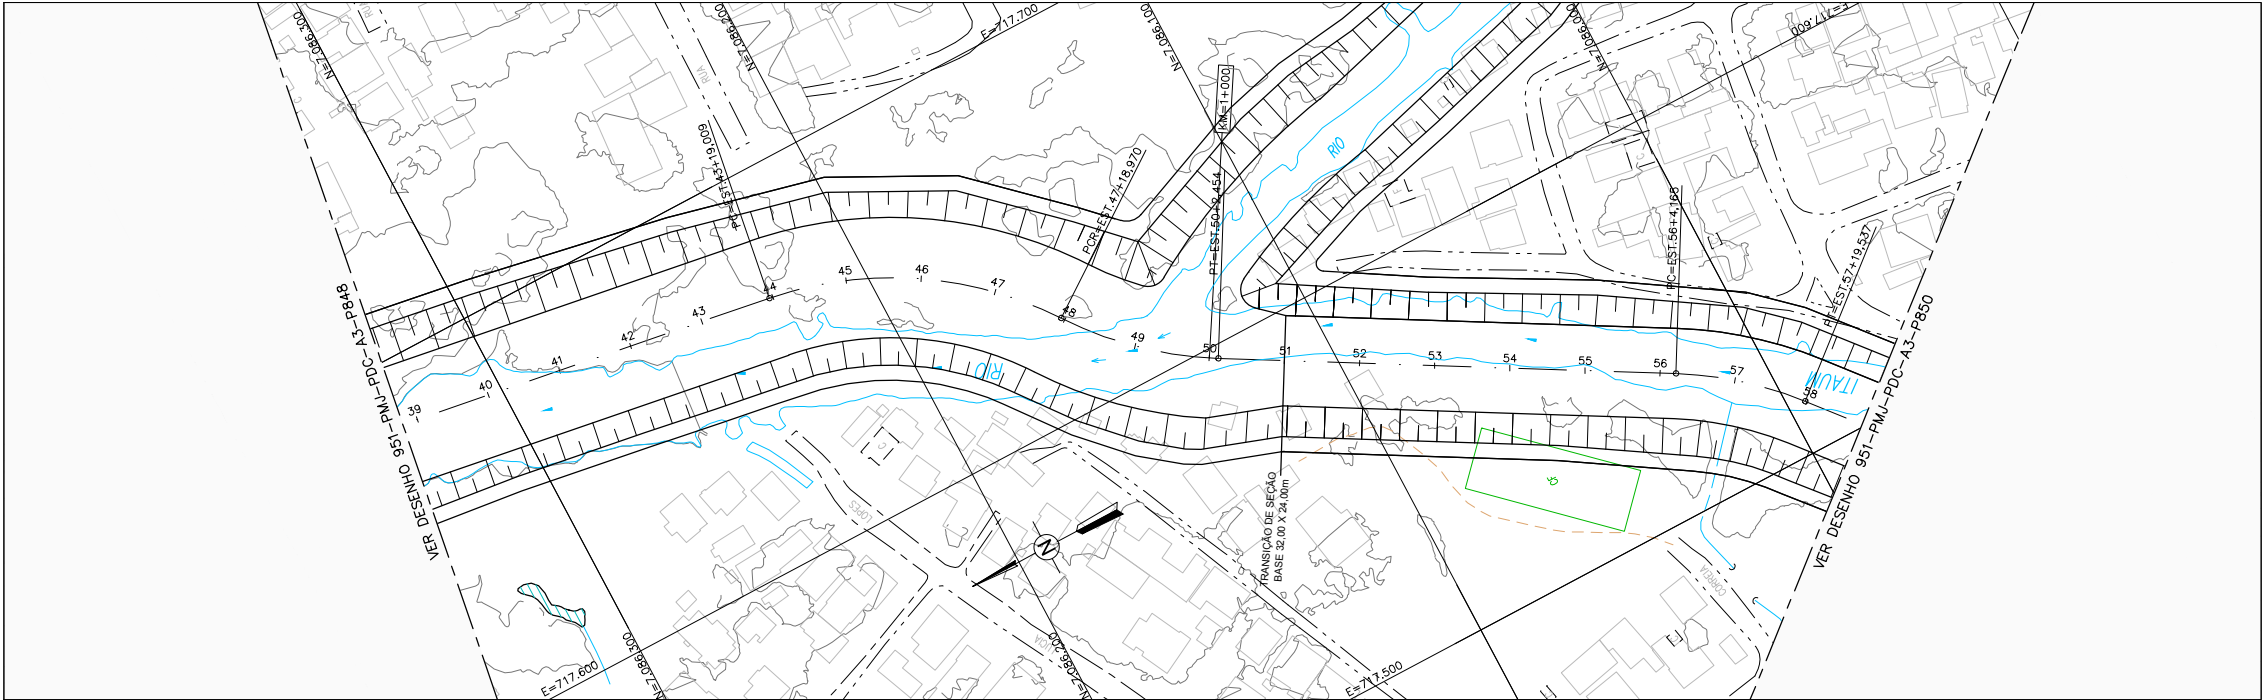 N=7.086.300
RUA
N=7.086.200
E=717.700
N=7.086.100
N=7.086.000
E=717.600
RUA
KM=1+000
RIO
PC=EST.43+19,009
PCR=EST.47+18,970
PT=EST.50+2,454
PC=EST.56+4,168
PT=EST.57+19,537
VER DESENHO 951-PMJ-PDC-A3-P848
VER DESENHO 951-PMJ-PDC-A3-P850
39
40
41
42
43
44
45
46
47
48
49
50
51
52
53
54
55
56
57
58
RIO
ITAUM
C
LOPES
TRANSIÇÃO DE SEÇÃO
BASE 32,00 X 24,00m
N
CORREIA
LUCIA
E=717.600
N=7.086.300
N=7.086.200
E=717.500